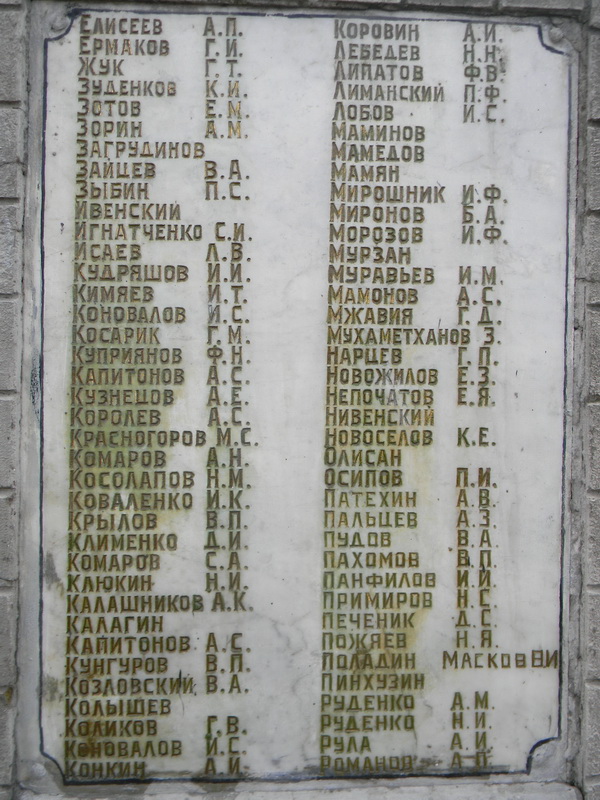 Елисеев А.П.
Ермаков Г.И.
Жук Г.Т.
Зуденков К.И.
Зотов Е.М.
Зорин А.М.
Загрудинов
Зайцев В.А.
Зыбин П.С.
Ивенский
Игнатченко С.И.
Исаев Л.В.
Кудряшов И.И.
Кимяев И.Т.
Коновалов И.С.
Косарик Г.М.
Куприянов Ф.Н.
Капитонов А.С.
Кузнецов А.Е.
Королев А.С.
Красногоров М.С.
Комаров А.Н.
Косолапов Н.М.
Коваленко И.К.
Крылов В.П.
Клименко Д.И.
Комаров С.А.
Клюкин Н.И.
Калашников А.К.
Калагин
Капитонов А.С.
Кунгуров В.П.
Козловский В.А.
Колышев
Коликов Г.В.
Коновалов И.С.
Конкин А.И.
Коровин А.И.
Лебедев Н.Н.
Липатов Ф.В.
Лиманский П.Ф.
Лобов И.С.
Маминов
Мамедов
Мамян
Мирошник И.Ф.
Миронов Б.А.
Морозов И.Ф.
Мурзан
Муравьев И.М.
Мамонов А.С.
Мжавия Г.Д.
Мухаметханов З.
Нарцев Г.П.
Новожилов Е.З.
Непочатов Е.Я.
Нивенский
Новоселов К.Е.
Олисан
Осипов П.И.
Патехин А.В.
Пальцев А.З.
Пудов В.А.
Пахомов В.П.
Панфилов И.И.
Примиров Н.С.
Печеник Д.С.
Пожяев Н.Я.
Поладин Масков В.И
Пинхузин
Руденко А.М.
Руденко Н.И.
Рула А.И.
Романов А.П.